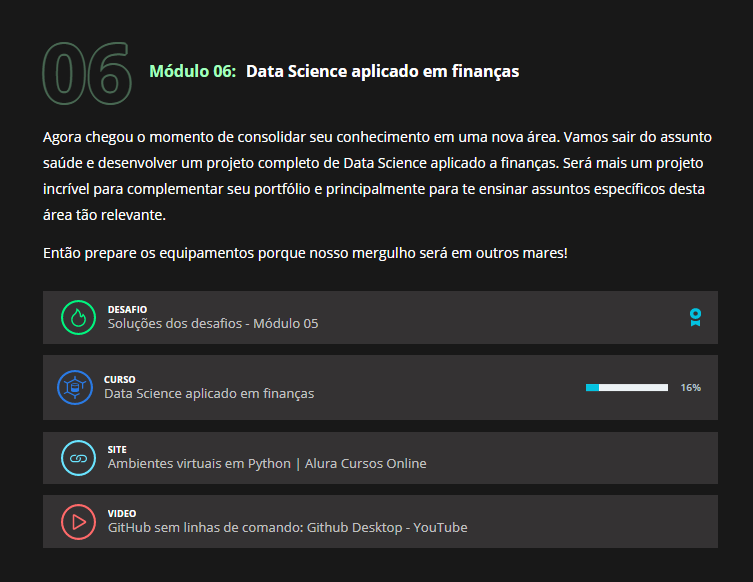 06
Módulo 06: Data Science aplicado em finanças
Agora chegou o momento de consolidar seu conhecimento em uma nova área. Vamos sair do assunto
saúde e desenvolver um projeto completo de Data Science aplicado a finanças. Será mais um projeto
incrível para complementar seu portfólio e principalmente para te ensinar assuntos específicos desta
área tão relevante.
Então prepare os equipamentos porque nosso mergulho será em outros mares!
DESAFIO
Soluções dos desafios - Módulo 05
CURSO
Data Science aplicado em finanças
16%
SITE
Ambientes virtuais em Python | Alura Cursos Online
VIDEO
GitHub sem linhas de comando: Github Desktop - YouTube